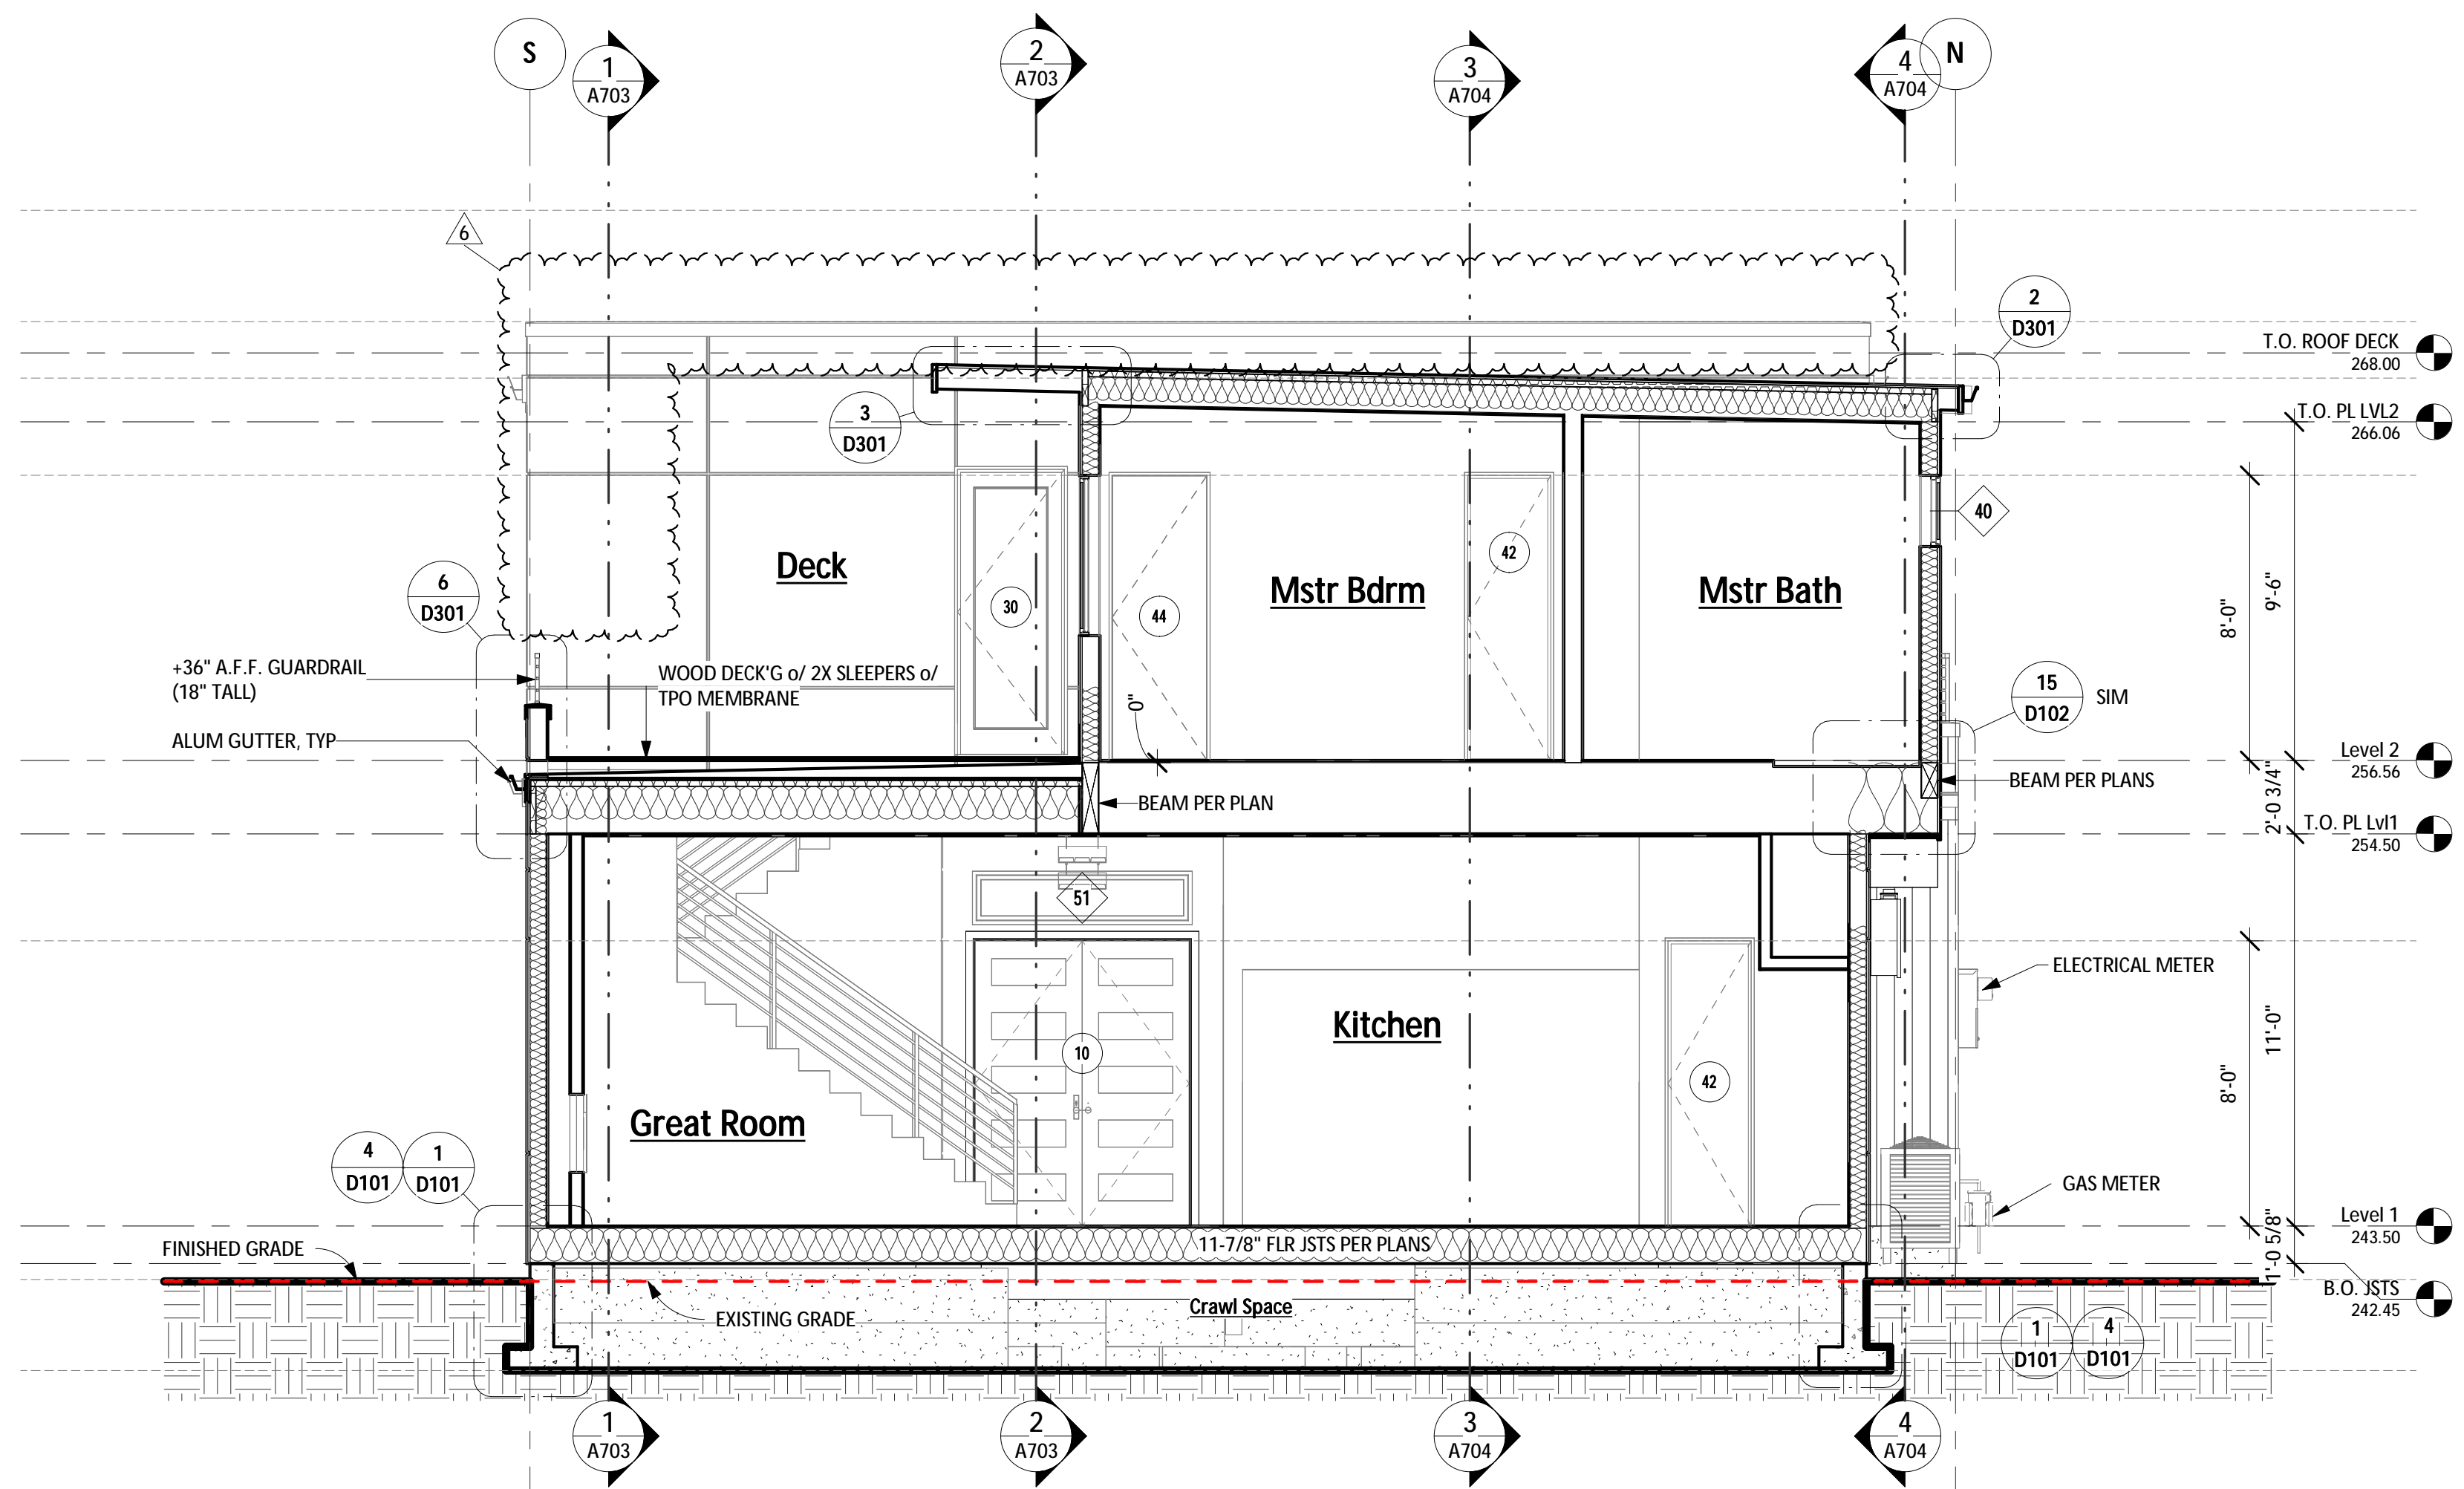 S
1
A703
2
A703
3
A704
4
A704
N
6
2
D301
T.O. ROOF DECK
268.00
3
D301
T.O. PL LVL2
266.06
40
Deck
Mstr Bdrm
Mstr Bath
42
30
44
6
D301
9'-6"
8'-0"
+36" A.F.F. GUARDRAIL
(18" TALL)
WOOD DECK'G o/ 2X SLEEPERS o/
TPO MEMBRANE
0"
15
D102
SIM
ALUM GUTTER, TYP
Level 2
256.56
BEAM PER PLAN
BEAM PER PLANS
2'-0 3/4"
T.O. PL Lvl1
254.50
51
ELECTRICAL METER
Kitchen
10
42
11'-0"
8'-0"
Great Room
4
D101
1
D101
GAS METER
Level 1
243.50
FINISHED GRADE
11-7/8" FLR JSTS PER PLANS
1'-0 5/8"
B.O. JSTS
242.45
EXISTING GRADE
Crawl Space
1
D101
4
D101
1
A703
2
A703
3
A704
4
A704